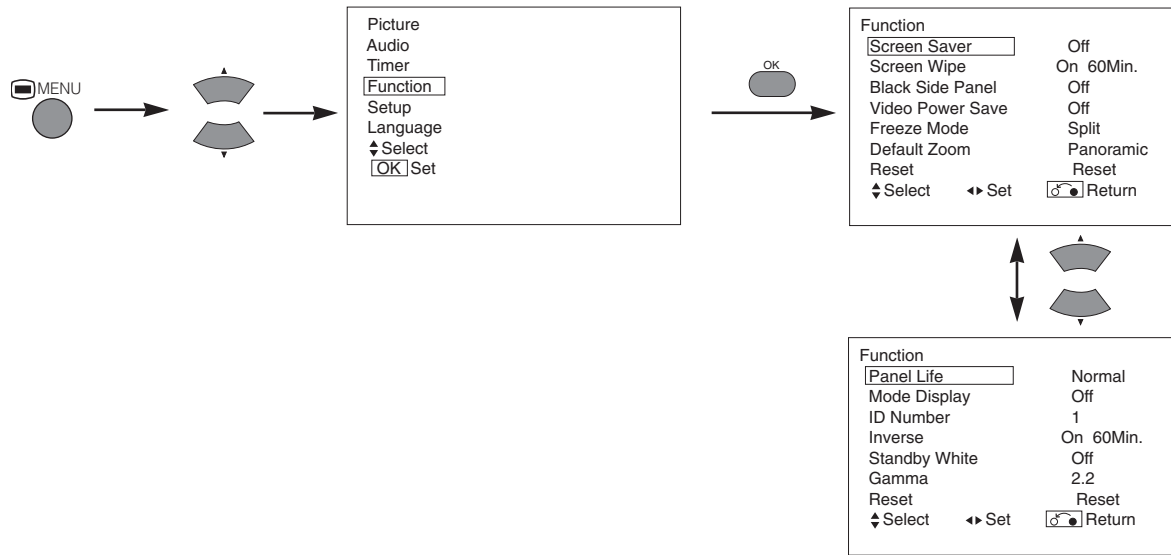 MENU
Picture
Audio
Timer
Function
Setup
Language
Select
OK Set
OK
Function
Screen Saver Off
Screen Wipe On 60Min.
Black Side Panel Off
Video Power Save Off
Freeze Mode Split
Default Zoom Panoramic
Reset Reset
Select Set Return
Function
Panel Life Normal
Mode Display Off
ID Number 1
Inverse On 60Min.
Standby White Off
Gamma 2.2
Reset Reset
Select Set Return